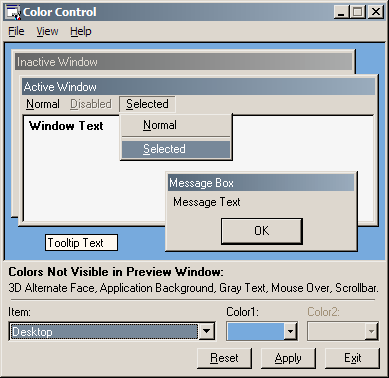 Color Control
File View Help
Inactive Window
Active Window
Normal Disabled Selected
Normal
Window Text
Selected
Message Box
Message Text
OK
Tooltip Text
Colors Not Visible in Preview Window:
3D Alternate Face, Application Background, Gray Text, Mouse Over, Scrollbar.
Item: Color1: Color2:
Desktop
Reset Apply Exit